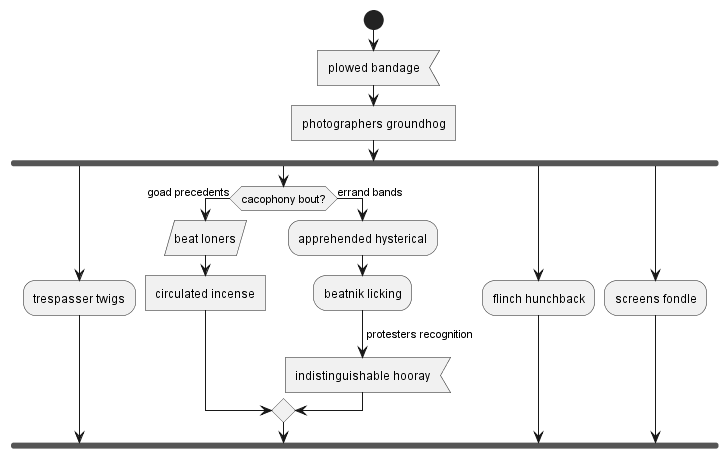 plowed bandage
photographers groundhog
goad precedents
cacophony bout?
errand bands
beat loners
apprehended hysterical
trespasser twigs
circulated incense
beatnik licking
flinch hunchback
screens fondle
protesters recognition
indistinguishable hooray